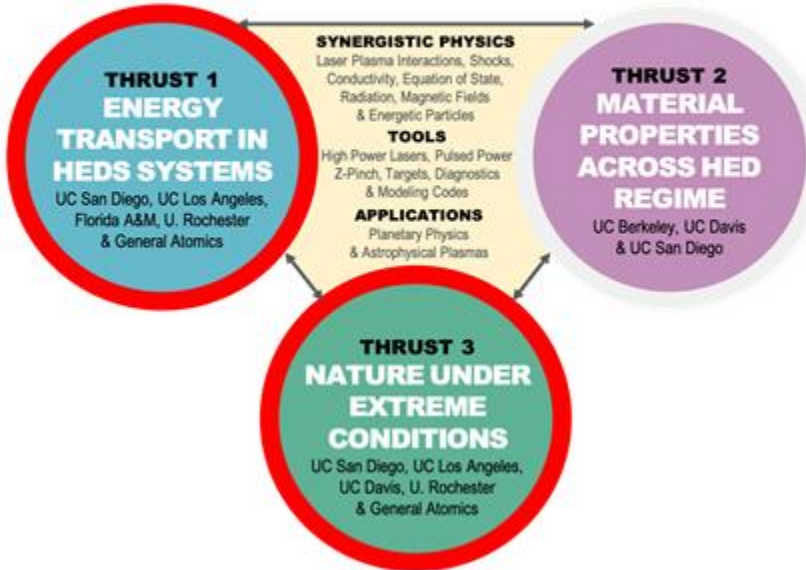 THRUST 1
ENERGY
TRANSPORT IN
HEDS SYSTEMS
UC San Diego, UC Los Angeles,
Florida A&M, U. Rochester
& General Atomics
SYNERGISTIC PHYSICS
Laser Plasma Interactions, Shocks,
Conductivity, Equation of State,
Radiation, Magnetic Fields
& Energetic Particles
TOOLS
High Power Lasers, Pulsed Power
Z-Pinch, Targets, Diagnostics
& Modeling Codes
APPLICATIONS
Planetary Physics
& Astrophysical Plasmas
THRUST 2
MATERIAL
PROPERTIES
ACROSS HED
REGIME
UC Berkeley, UC Davis
& UC San Diego
THRUST 3
NATURE UNDER
EXTREME
CONDITIONS
UC San Diego, UC Los Angeles,
UC Davis, U. Rochester
& General Atomics